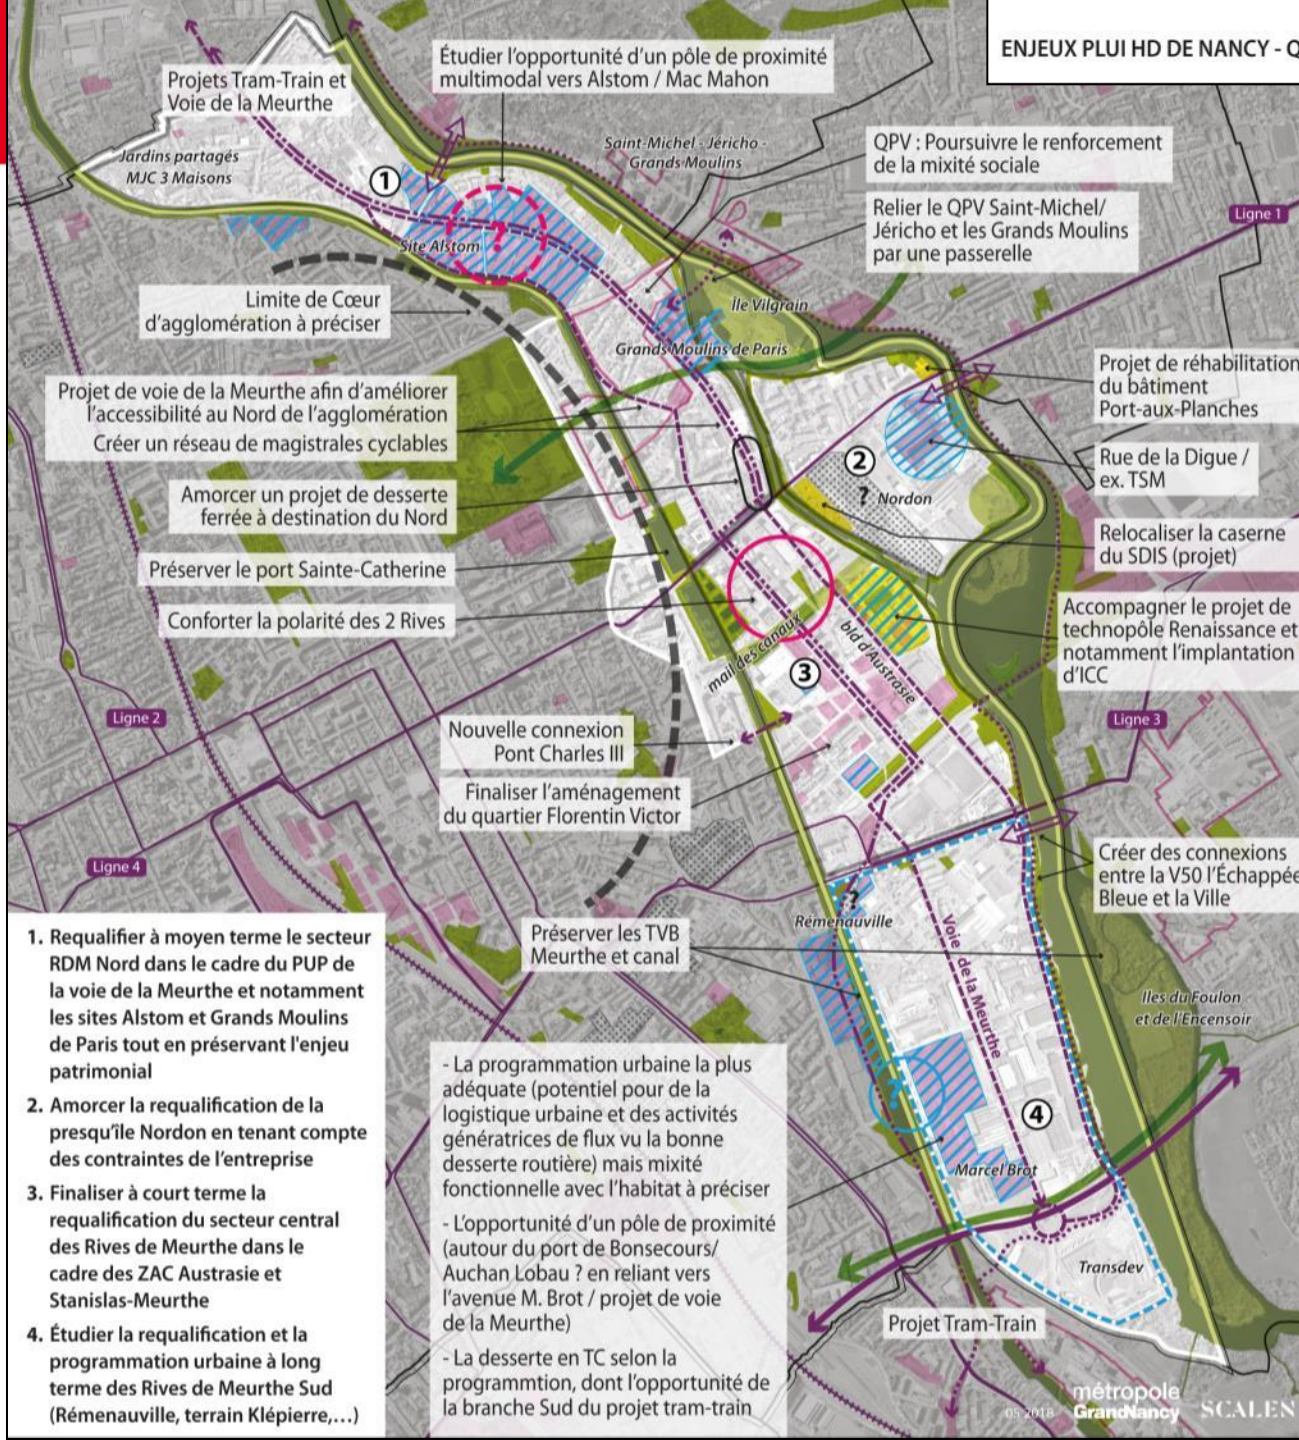 ENJEUX PLUI HD DE NANCY - Q
Étudier l'opportunité d'un pôle de proximité
multimodal vers Alstom / Mac Mahon
Projets Tram-Train et
Voie de la Meurthe
Jardins partagés
MJC 3 Maisons
1
Saint-Michel - Jéricho -
Grands Moulins
QPV : Poursuivre le renforcement
de la mixité sociale
Relier le QPV Saint-Michel/
Jéricho et les Grands Moulins
par une passerelle
Ligne 1
Site Alstom
?
Limite de Cœur
d'agglomération à préciser
Île Vilgrain
Grands Moulins de Paris
Projet de réhabilitation
du bâtiment
Port-aux-Planches
Projet de voie de la Meurthe afin d'améliorer
l'accessibilité au Nord de l'agglomération
Créer un réseau de magistrales cyclables
2
? Nordon
Rue de la Digue /
ex. TSM
Amorcer un projet de desserte
ferrée à destination du Nord
Relocaliser la caserne
du SDIS (projet)
Préserver le port Sainte-Catherine
Conforter la polarité des 2 Rives
Accompagner le projet de
technopôle Renaissance et
notamment l'implantation
d'ICC
mail des canaux
bld d'Austrasie
3
Ligne 2
Ligne 3
Nouvelle connexion
Pont Charles III
Finaliser l'aménagement
du quartier Florentin Victor
Ligne 4
Créer des connexions
entre la V50 l'Échappée
Bleue et la Ville
?
Rémenauville
Préserver les TVB
Meurthe et canal
Voie de la Meurthe
Iles du Foulon
et de l'Encensoir
?
4
Marcel Brot
Transdev
Projet Tram-Train
1. Requalifier à moyen terme le secteur
RDM Nord dans le cadre du PUP de
la voie de la Meurthe et notamment
les sites Alstom et Grands Moulins
de Paris tout en préservant l'enjeu
patrimonial
2. Amorcer la requalification de la
presqu'île Nordon en tenant compte
des contraintes de l'entreprise
3. Finaliser à court terme la
requalification du secteur central
des Rives de Meurthe dans le
cadre des ZAC Austrasie et
Stanislas-Meurthe
4. Étudier la requalification et la
programmation urbaine à long
terme des Rives de Meurthe Sud
(Rémenauville, terrain Klépierre,...)
- La programmation urbaine la plus
adéquate (potentiel pour de la
logistique urbaine et des activités
génératrices de flux vu la bonne
desserte routière) mais mixité
fonctionnelle avec l'habitat à préciser
- L'opportunité d'un pôle de proximité
(autour du port de Bonsecours/
Auchan Lobau ? en reliant vers
l'avenue M. Brot / projet de voie
de la Meurthe)
- La desserte en TC selon la
programmtion, dont l'opportunité de
la branche Sud du projet tram-train
05 2018
métropole
GrandNancy
SCALEN